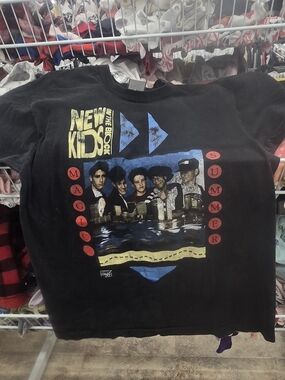 NEW
KIDS
ON THE BLOCK
MAGIC
SUMMER